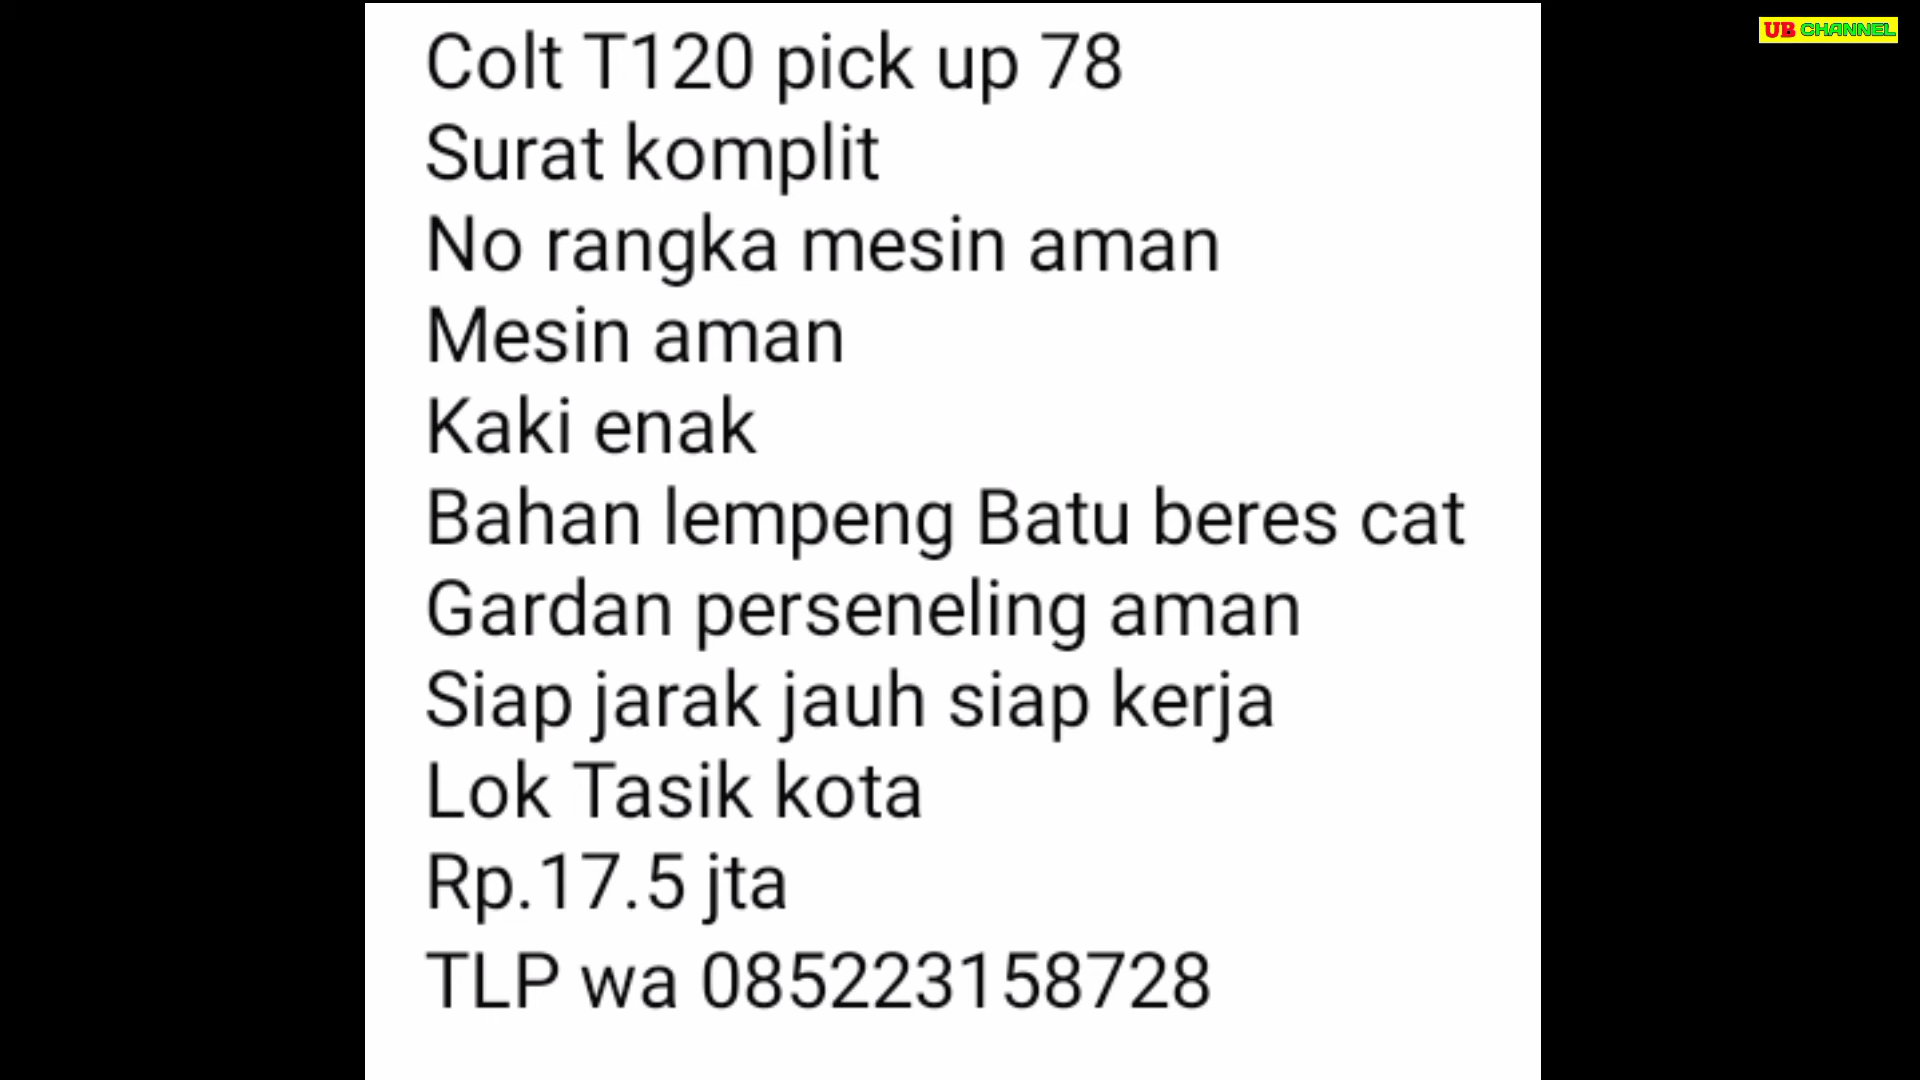 Colt T120 pick up 78
UB CHANNEL
Surat komplit
No rangka mesin aman
Mesin aman
Kaki enak
Bahan lempeng Batu beres cat
Gardan perseneling aman
Siap jarak jauh siap kerja
Lok Tasik kota
Rp.17.5 jta
TLP wa 085223158728